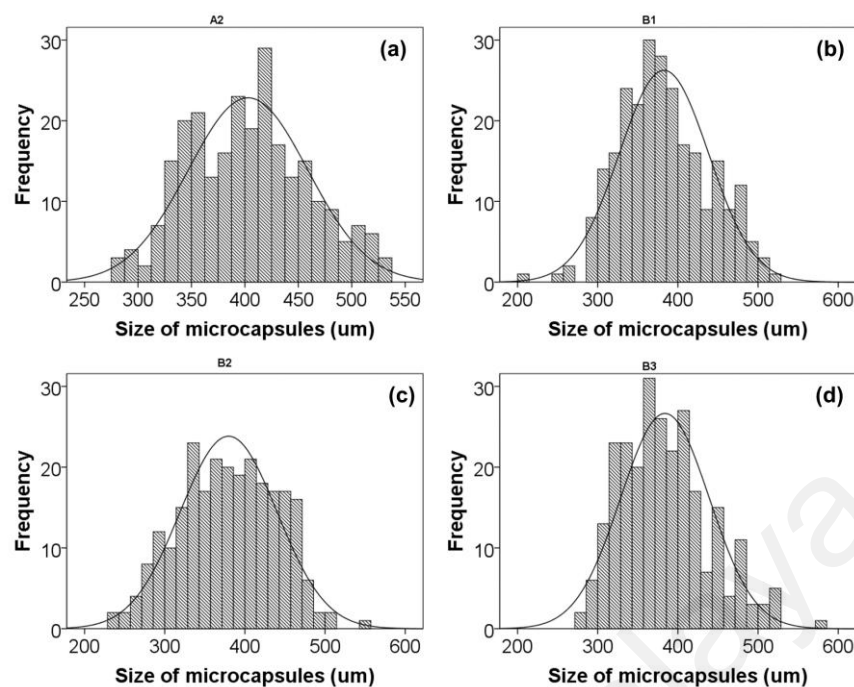 A2
(a)
30
20
10
0
Frequency
250 300 350 400 450 500 550
Size of microcapsules (um)
B1
(b)
30
20
10
0
Frequency
200 300 400 500 600
Size of microcapsules (um)
B2
(c)
30
20
10
0
Frequency
200 300 400 500 600
Size of microcapsules (um)
B3
(d)
30
20
10
0
Frequency
200 300 400 500 600
Size of microcapsules (um)
laya